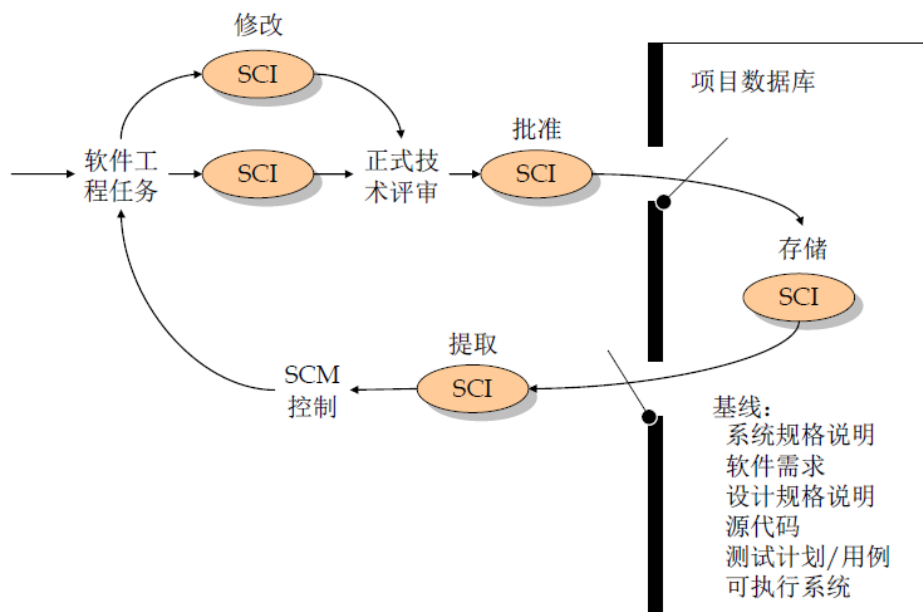 修改
SCI
项目数据库
批准
软件工
程任务
SCI
正式技
术评审
SCI
存储
SCI
提取
SCI
SCM
控制
基线：
系统规格说明
软件需求
设计规格说明
源代码
测试计划/用例
可执行系统